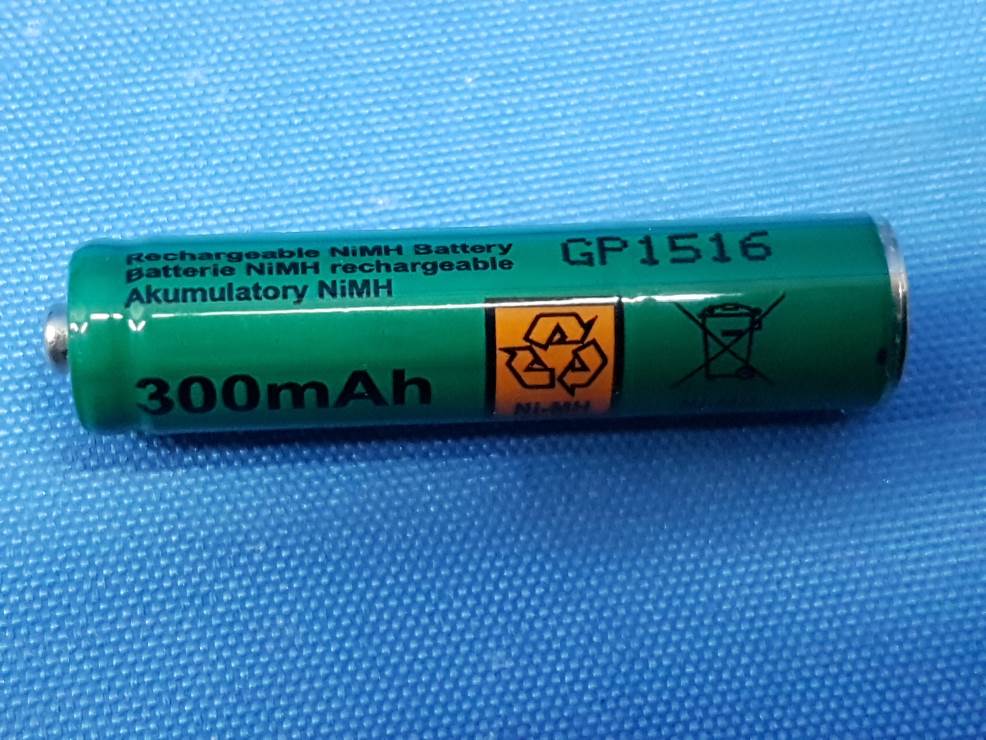 Rechargeable NiMH Battery
Batterie NiMH rechargeable
Akumulatory NiMH
GP1516
300mAh
Ni-MH